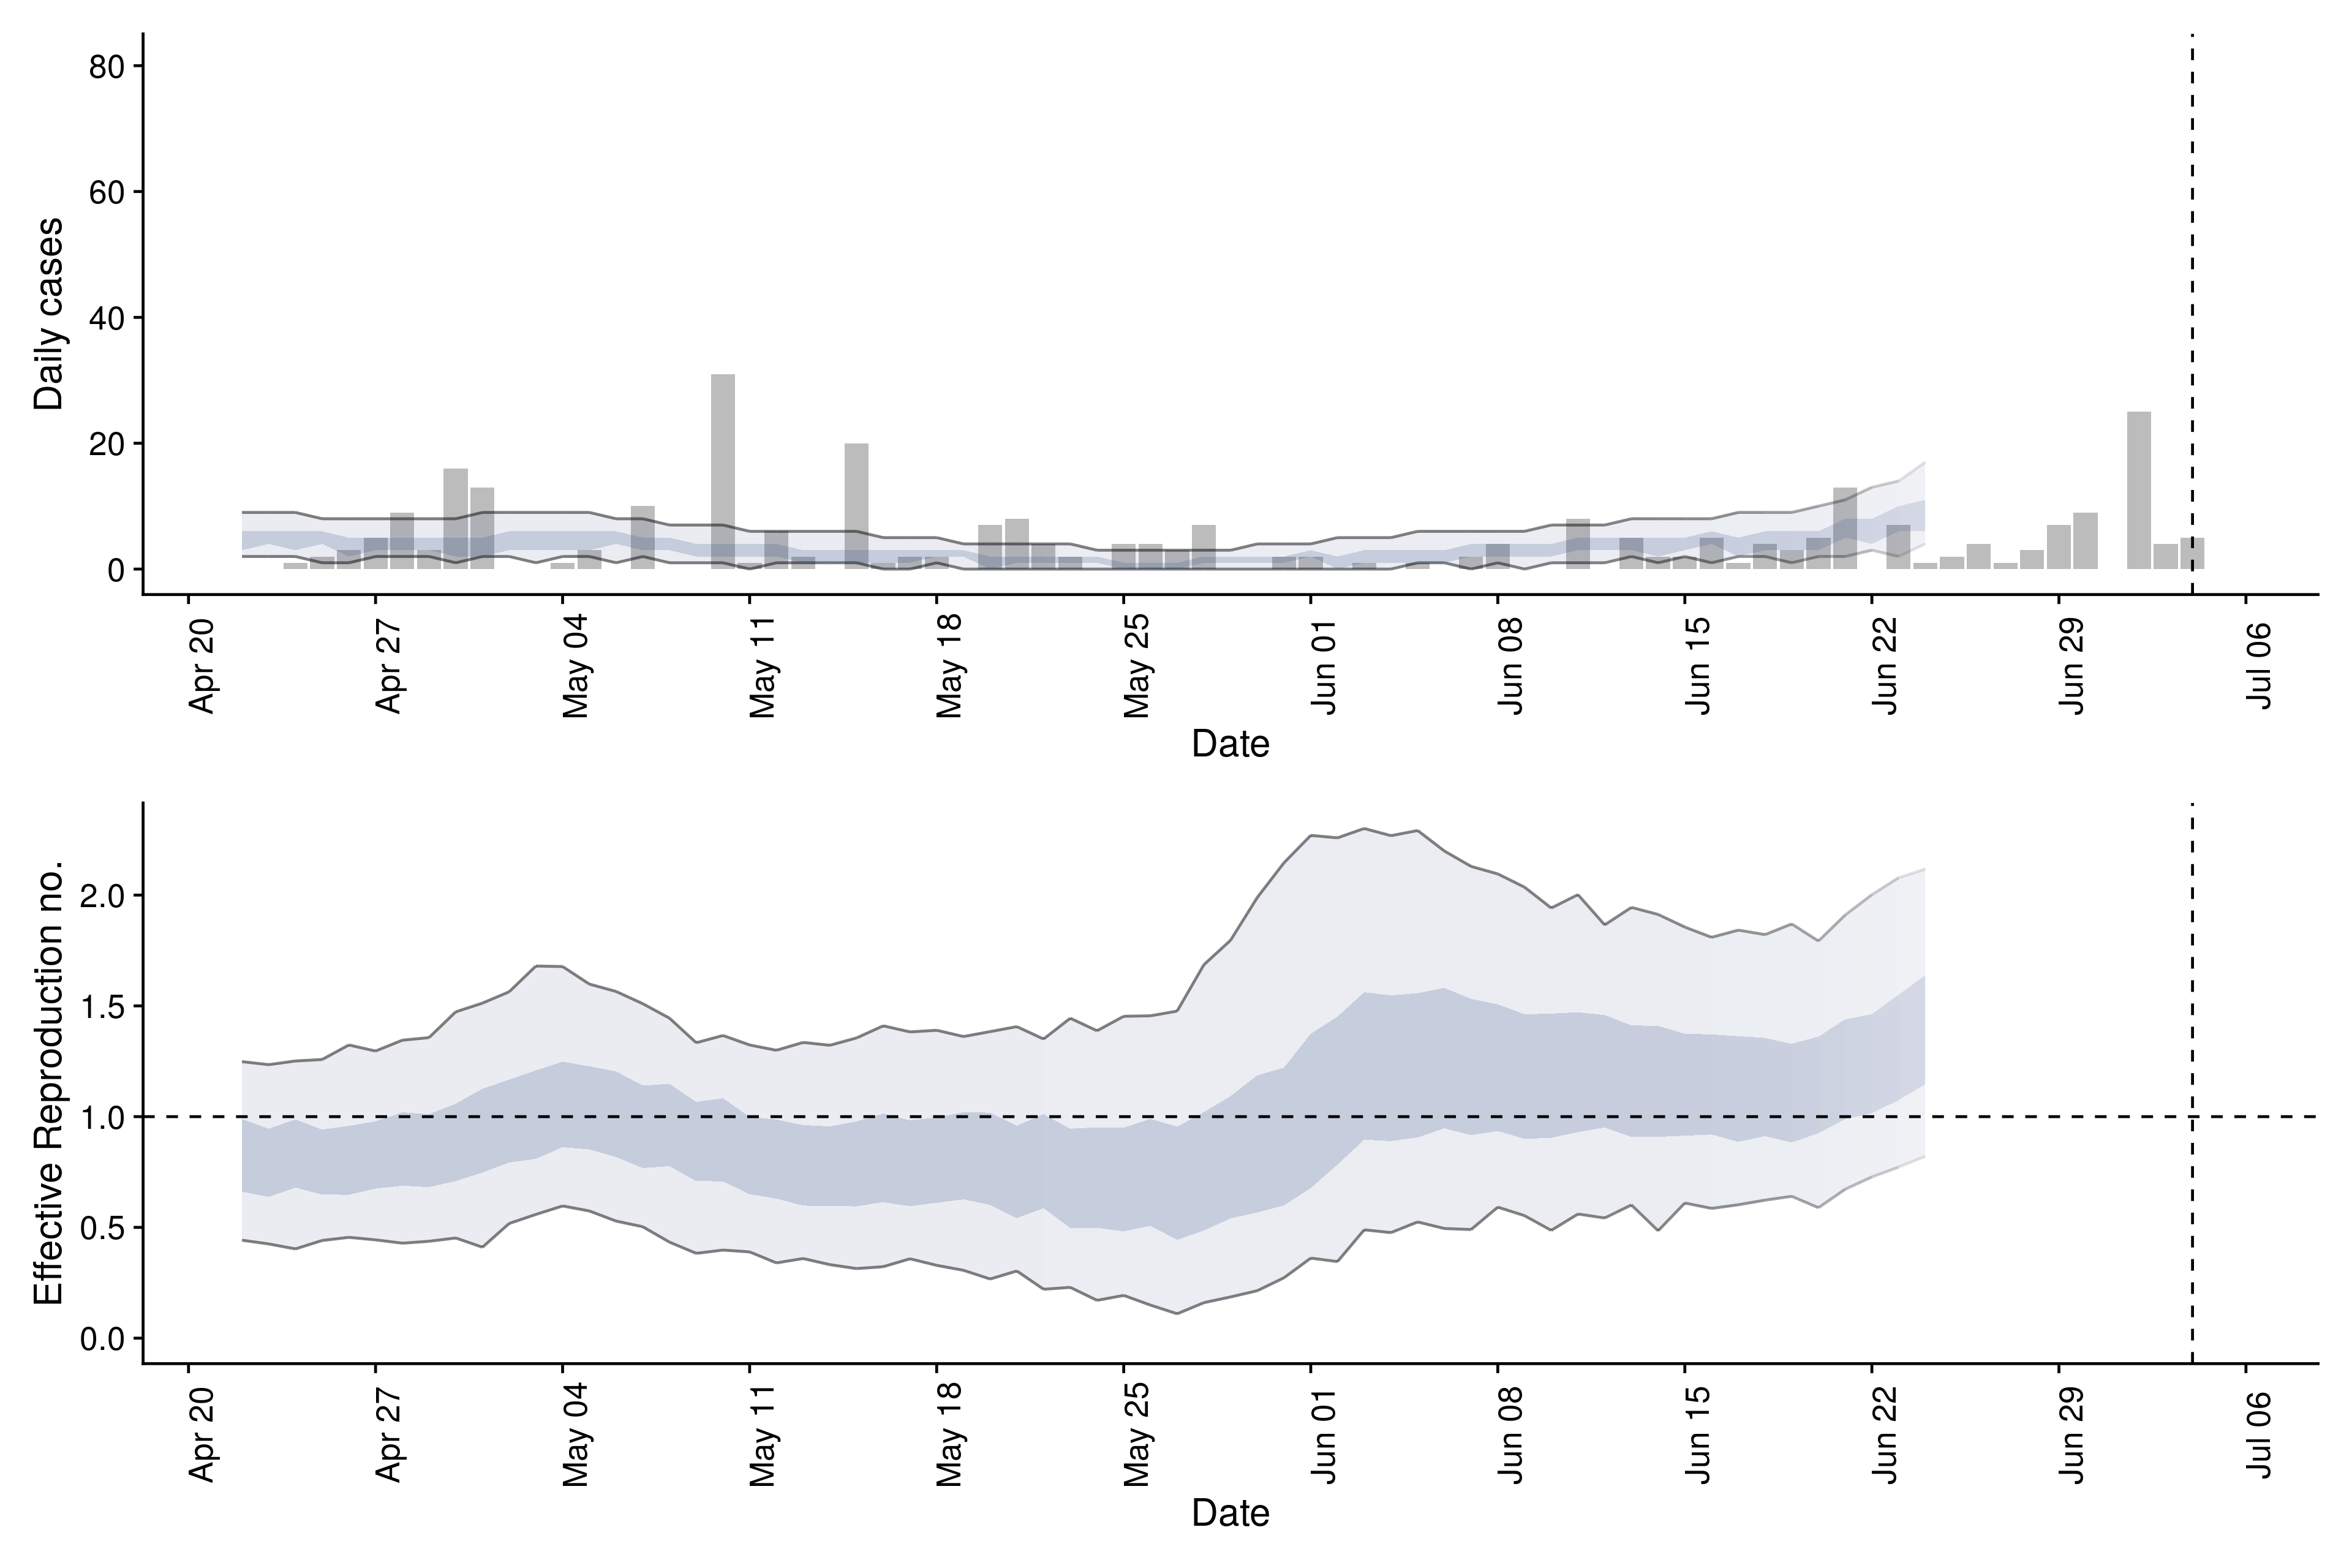 Daily cases
80
60
40
20
0
Apr 20
Apr 27
May 04
May 11
May 18
May 25
Jun 01
Jun 08
Jun 15
Jun 22
Jun 29
Jul 06
Date
Effective Reproduction no.
2.0
1.5
1.0
0.5
0.0
Apr 20
Apr 27
May 04
May 11
May 18
May 25
Jun 01
Jun 08
Jun 15
Jun 22
Jun 29
Jul 06
Date